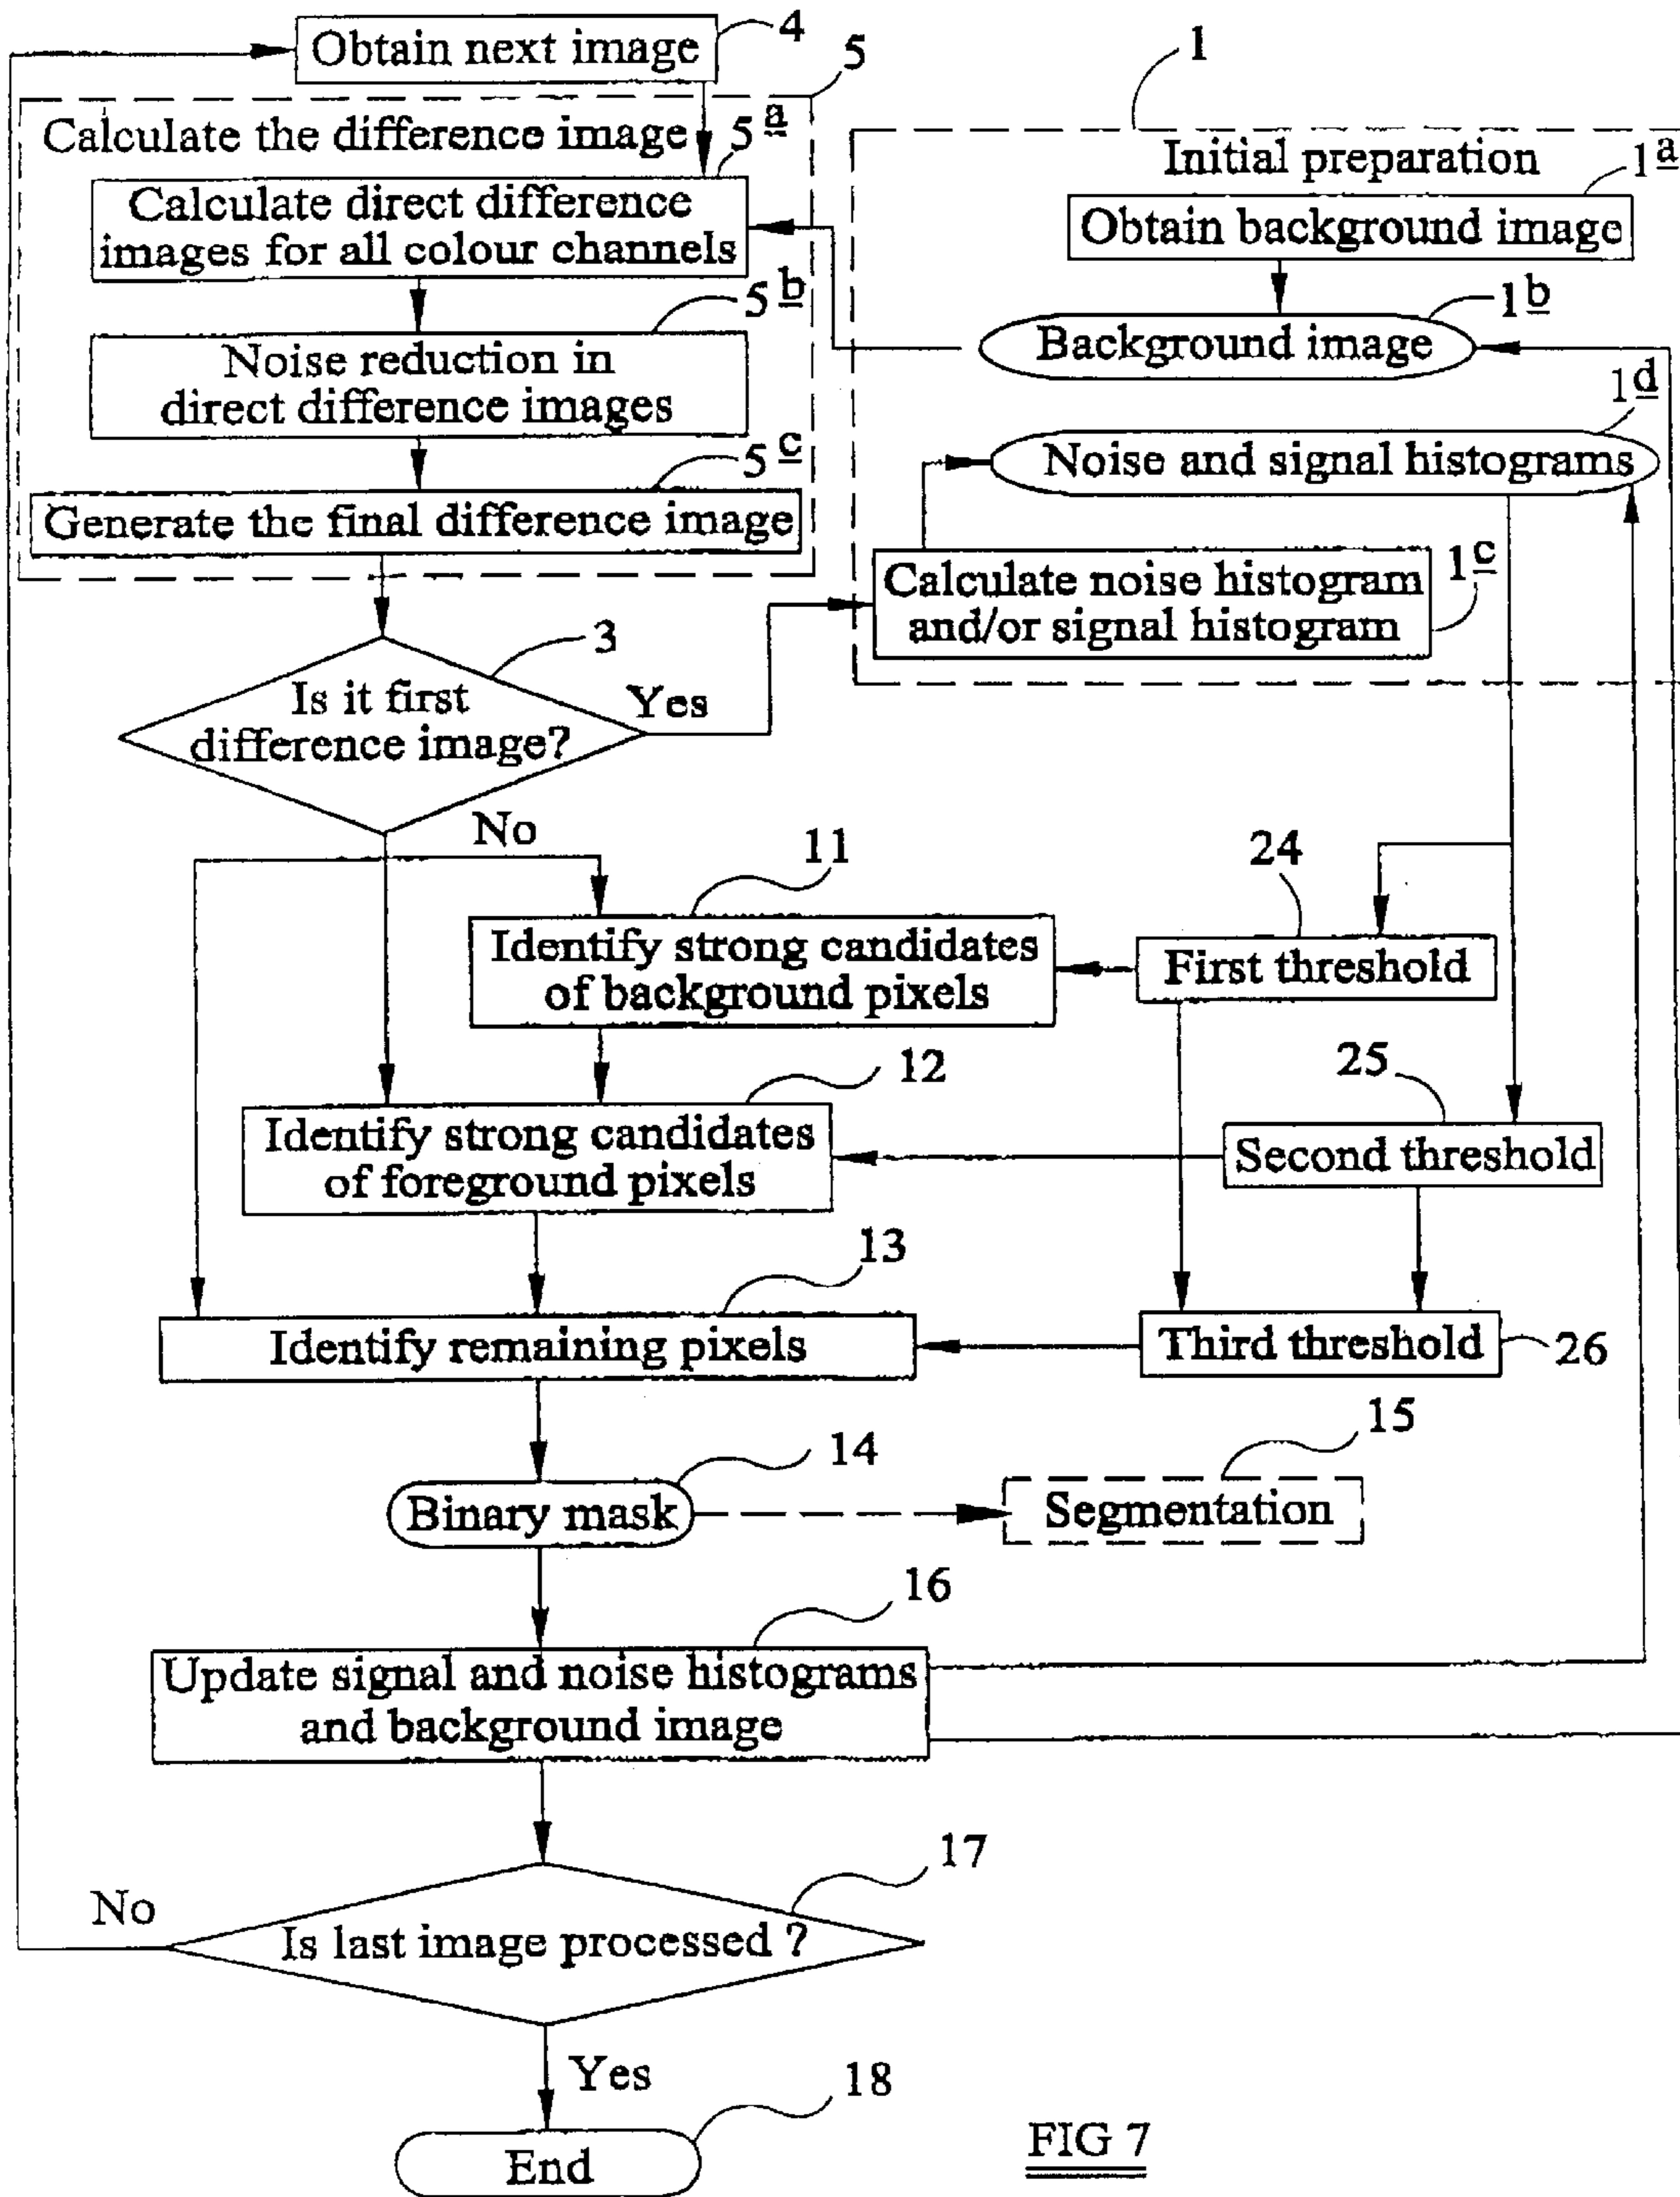 Obtain next image
4
5
1
Calculate the difference image
5a
Calculate direct difference
images for all colour channels
5b
Noise reduction in
direct difference images
5c
Generate the final difference image
Initial preparation
1a
Obtain background image
1b
Background image
1d
Noise and signal histograms
Calculate noise histogram
and/or signal histogram
1c
3
Is it first
difference image?
Yes
No
11
Identify strong candidates
of background pixels
24
First threshold
12
Identify strong candidates
of foreground pixels
25
Second threshold
13
Identify remaining pixels
Third threshold
26
14
Binary mask
15
Segmentation
16
Update signal and noise histograms
and background image
17
No
Is last image processed ?
Yes
18
End
FIG 7